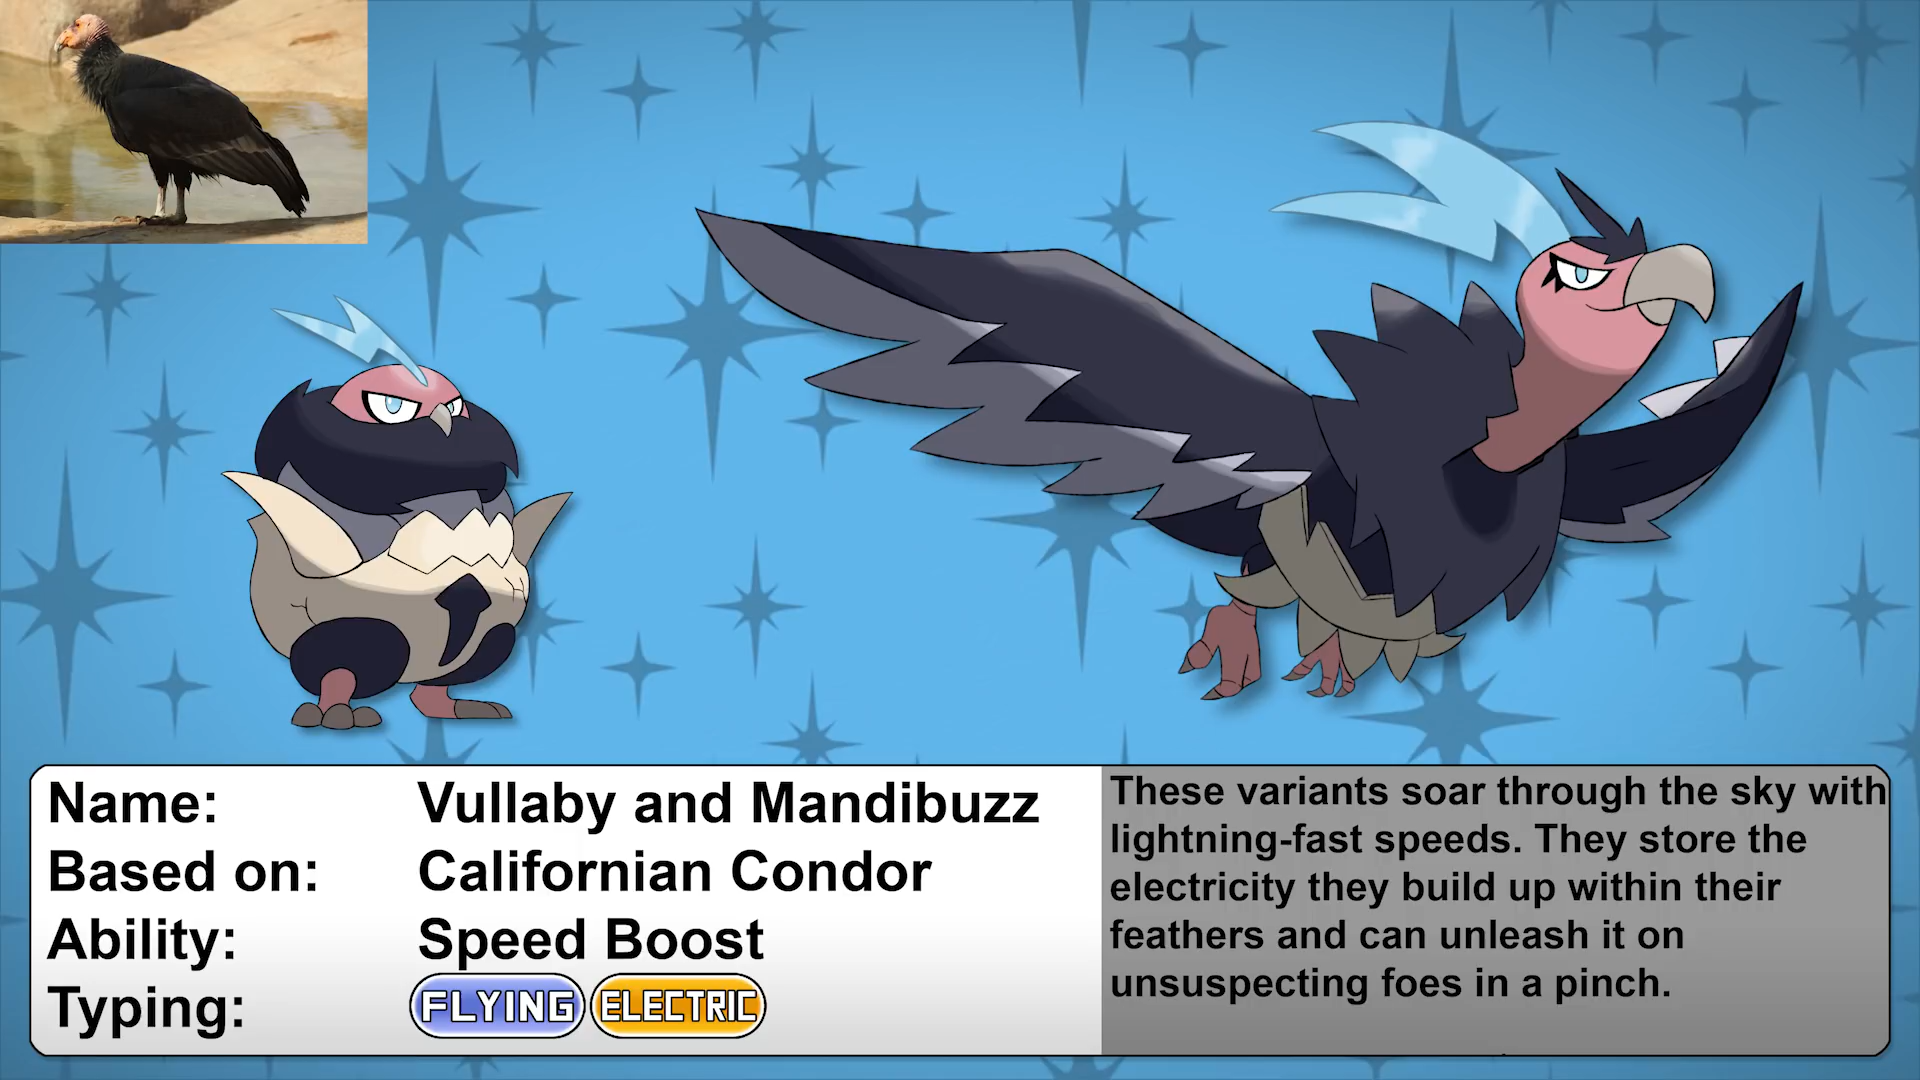 Name: Vullaby and Mandibuzz
Based on: Californian Condor
Ability: Speed Boost
Typing: FLYING ELECTRIC
These variants soar through the sky with
lightning-fast speeds. They store the
electricity they build up within their
feathers and can unleash it on
unsuspecting foes in a pinch.